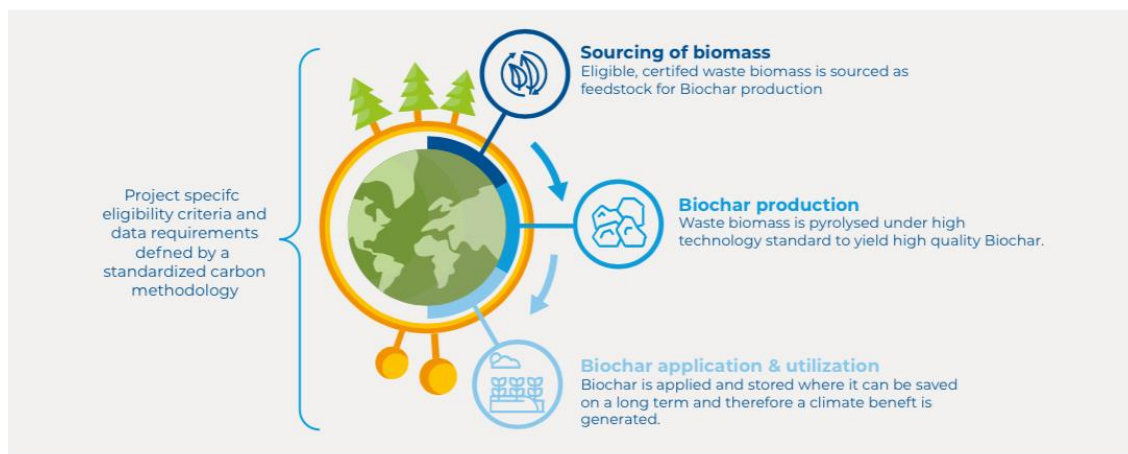 Sourcing of biomass
Eligible, certifed waste biomass is sourced as
feedstock for Biochar production
Project specifc
eligibility criteria and
data requirements
defned by a
standardized carbon
methodology
Biochar production
Waste biomass is pyrolysed under high
technology standard to yield high quality Biochar.
Biochar application & utilization
Biochar is applied and stored where it can be saved
on a long term and therefore a climate beneft is
generated.